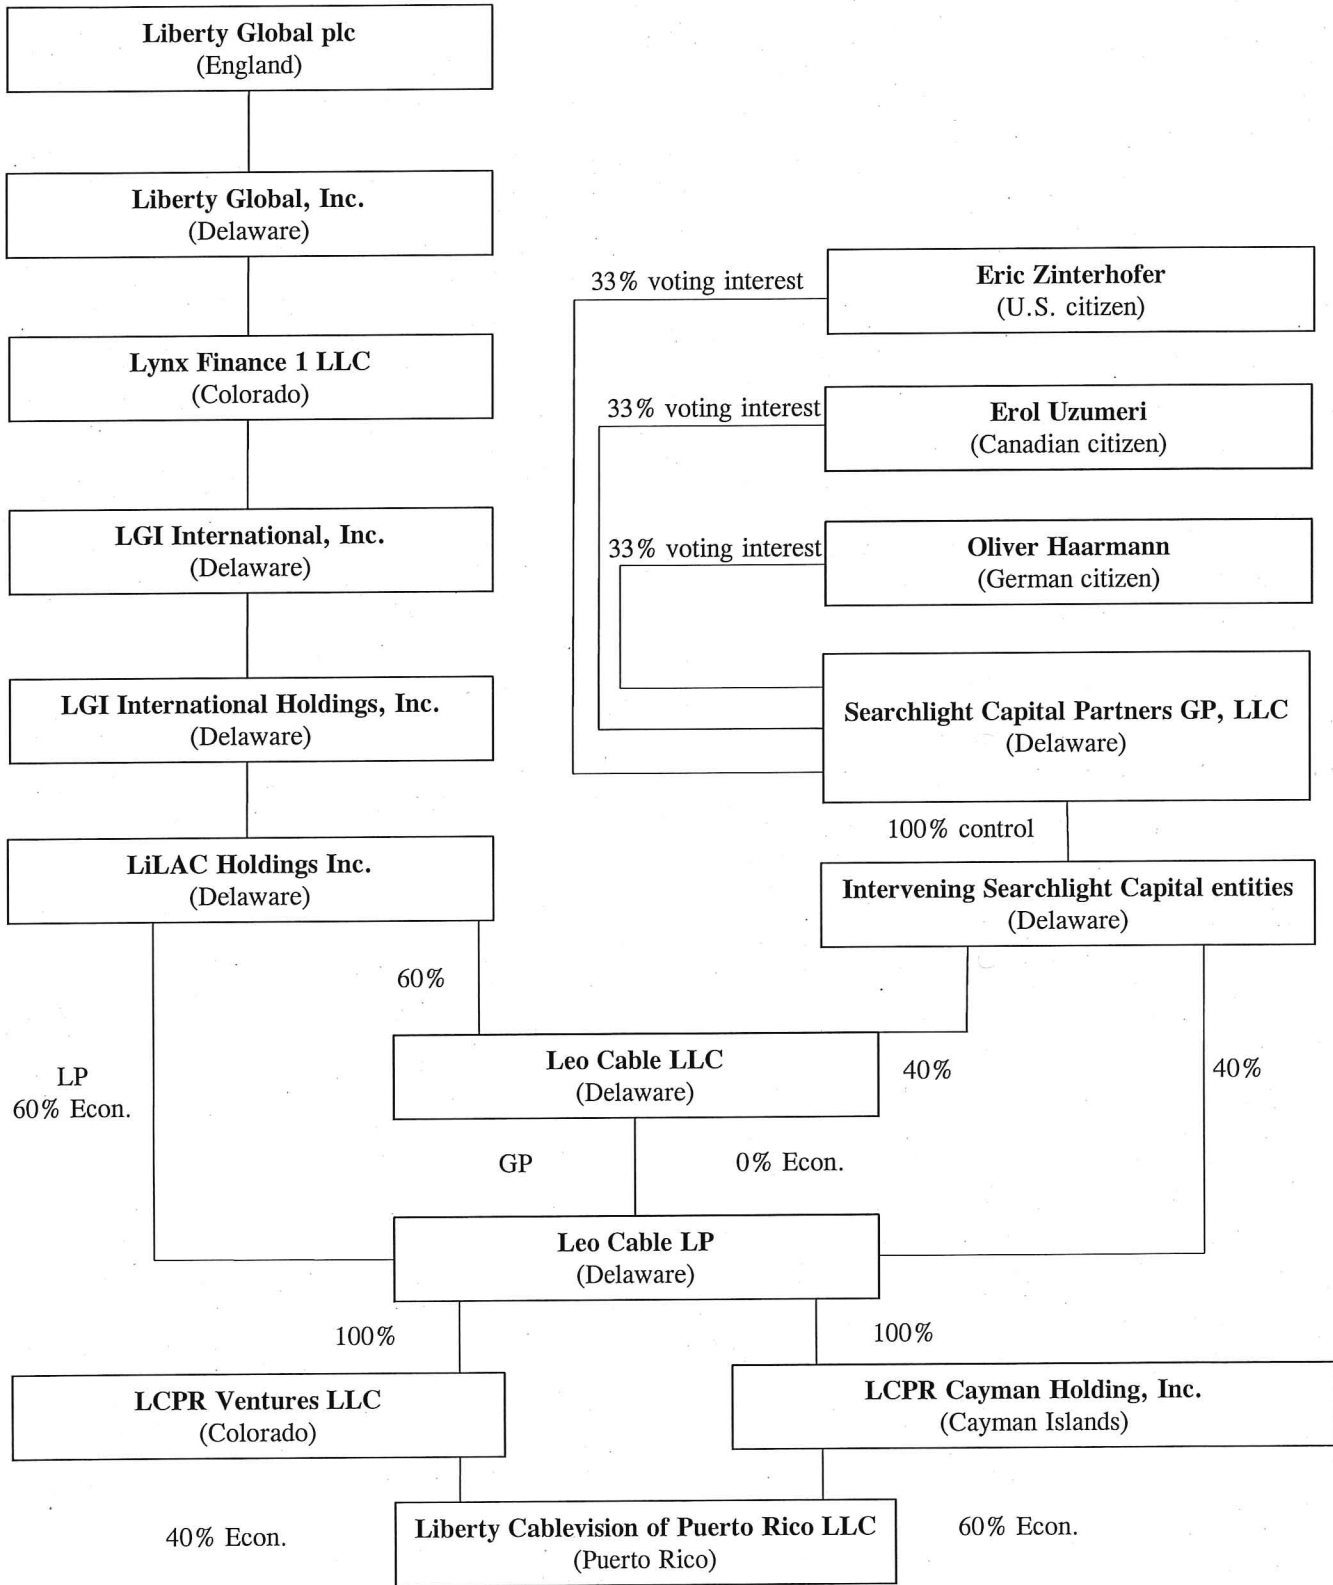 Liberty Global plc
(England)
Liberty Global, Inc.
(Delaware)
Lynx Finance 1 LLC
(Colorado)
LGI International, Inc.
(Delaware)
LGI International Holdings, Inc.
(Delaware)
LiLAC Holdings Inc.
(Delaware)
33% voting interest
Eric Zinterhofer
(U.S. citizen)
33% voting interest
Erol Uzumeri
(Canadian citizen)
33% voting interest
Oliver Haarmann
(German citizen)
Searchlight Capital Partners GP, LLC
(Delaware)
100% control
Intervening Searchlight Capital entities
(Delaware)
60%
LP
60% Econ.
Leo Cable LLC
(Delaware)
40%
40%
GP
0% Econ.
Leo Cable LP
(Delaware)
100%
100%
LCPR Ventures LLC
(Colorado)
LCPR Cayman Holding, Inc.
(Cayman Islands)
40% Econ.
Liberty Cablevision of Puerto Rico LLC
(Puerto Rico)
60% Econ.